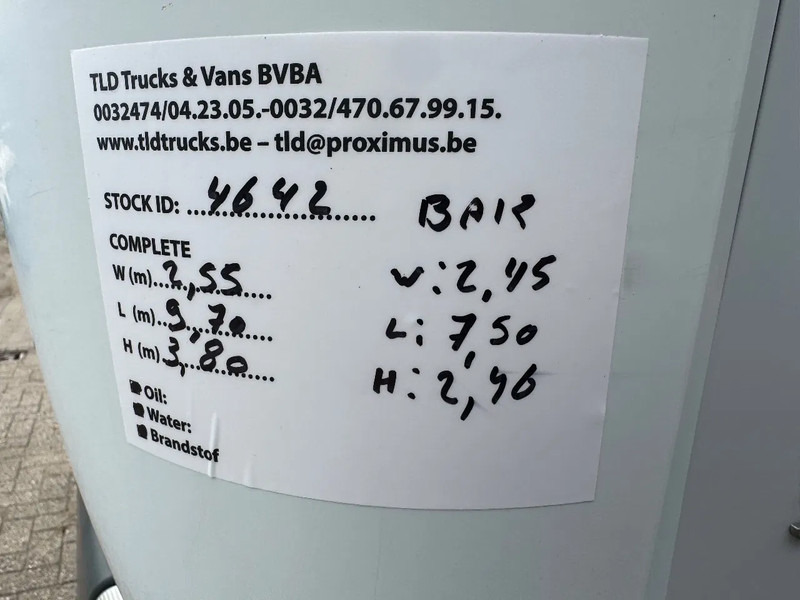 TLD Trucks & Vans BVBA
0032474/04.23.05.-0032/470.67.99.15.
www.tldtrucks.be – tld@proximus.be
STOCK ID: 4642
BAK
COMPLETE
W (m) 2,55
W: 2,45
L (m) 9,70
L: 7,50
H (m) 3,80
H: 2,46
Oil:
Water:
Brandstof